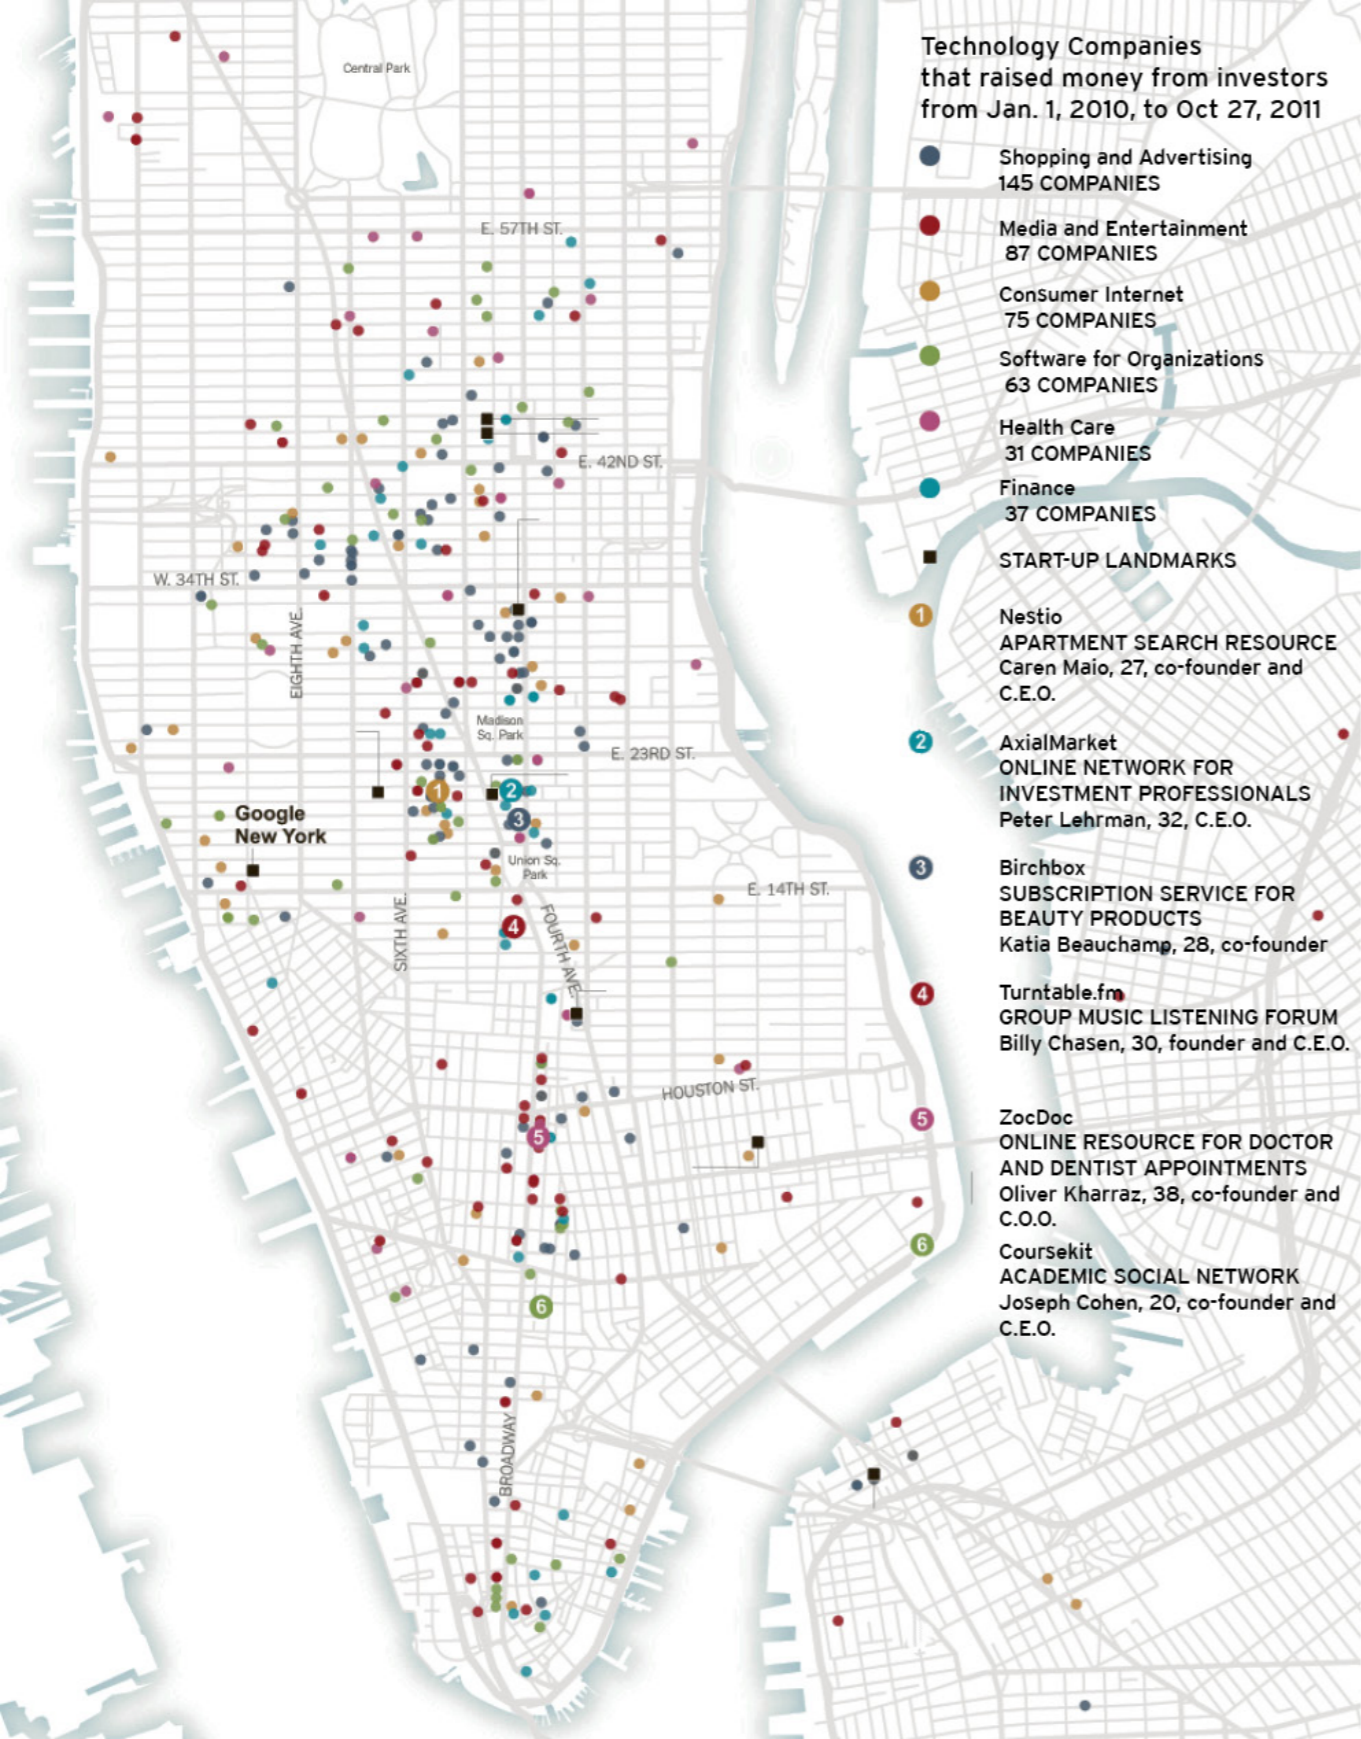 Technology Companies
that raised money from investors
from Jan. 1, 2010, to Oct 27, 2011
Shopping and Advertising
145 COMPANIES
Media and Entertainment
87 COMPANIES
Consumer Internet
75 COMPANIES
Software for Organizations
63 COMPANIES
Health Care
31 COMPANIES
Finance
37 COMPANIES
START-UP LANDMARKS
1
Nestio
APARTMENT SEARCH RESOURCE
Caren Maio, 27, co-founder and
C.E.O.
2
AxialMarket
ONLINE NETWORK FOR
INVESTMENT PROFESSIONALS
Peter Lehrman, 32, C.E.O.
3
Birchbox
SUBSCRIPTION SERVICE FOR
BEAUTY PRODUCTS
Katia Beauchamp, 28, co-founder
4
Turntable.fm
GROUP MUSIC LISTENING FORUM
Billy Chasen, 30, founder and C.E.O.
5
ZocDoc
ONLINE RESOURCE FOR DOCTOR
AND DENTIST APPOINTMENTS
Oliver Kharraz, 38, co-founder and
C.O.O.
6
Coursekit
ACADEMIC SOCIAL NETWORK
Joseph Cohen, 20, co-founder and
C.E.O.
Central Park
E. 57TH ST.
E. 42ND ST.
W. 34TH ST.
EIGHTH AVE.
Madison
Sq. Park
E. 23RD ST.
1
2
3
Google
New York
Union Sq.
Park
E. 14TH ST.
SIXTH AVE.
4
FOURTH AVE.
HOUSTON ST.
5
6
BROADWAY